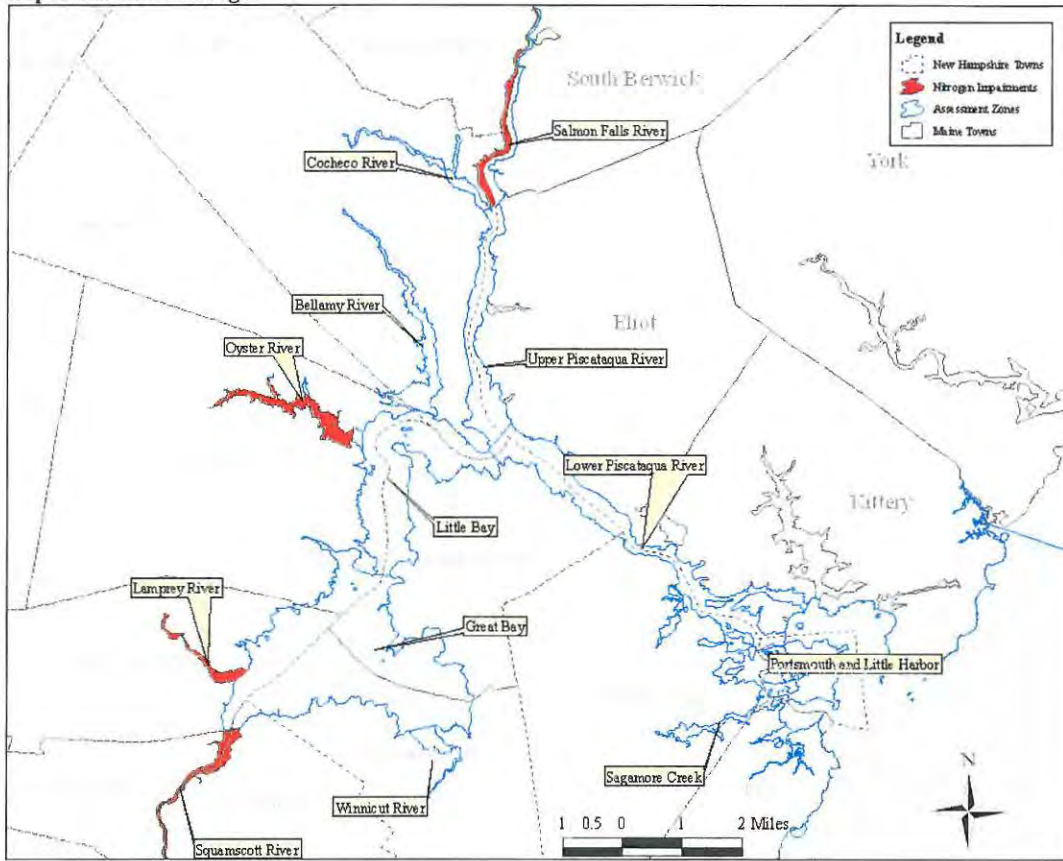 Legend
New Hampshire Towns
Nitrogen Impairments
Assessment Zones
Maine Towns
South Berwick
Salmon Falls River
Cocheco River
York
Bellamy River
Eliot
Oyster River
Upper Piscataqua River
Lower Piscataqua River
Kittery
Little Bay
Lamprey River
Great Bay
Portsmouth and Little Harbor
Sagamore Creek
N
Winnicut River
1 0.5 0 1 2 Miles
Squamscott River